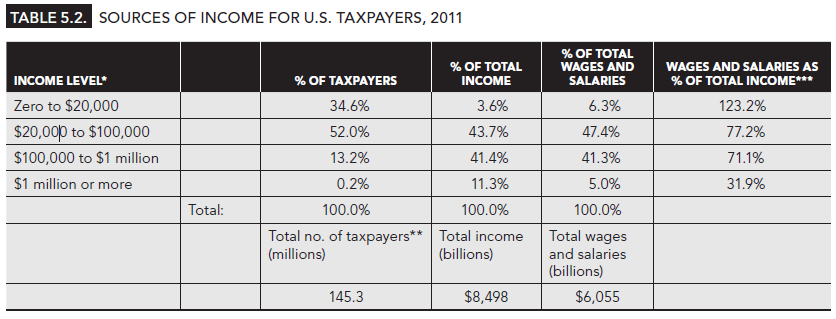 TABLE 5.2. SOURCES OF INCOME FOR U.S. TAXPAYERS, 2011
INCOME LEVEL* % OF TAXPAYERS % OF TOTAL INCOME % OF TOTAL WAGES AND SALARIES WAGES AND SALARIES AS % OF TOTAL INCOME***
Zero to $20,000 34.6% 3.6% 6.3% 123.2%
$20,000 to $100,000 52.0% 43.7% 47.4% 77.2%
$100,000 to $1 million 13.2% 41.4% 41.3% 71.1%
$1 million or more 0.2% 11.3% 5.0% 31.9%
Total: 100.0% 100.0% 100.0%
Total no. of taxpayers** (millions) Total income (billions) Total wages and salaries (billions)
145.3 $8,498 $6,055